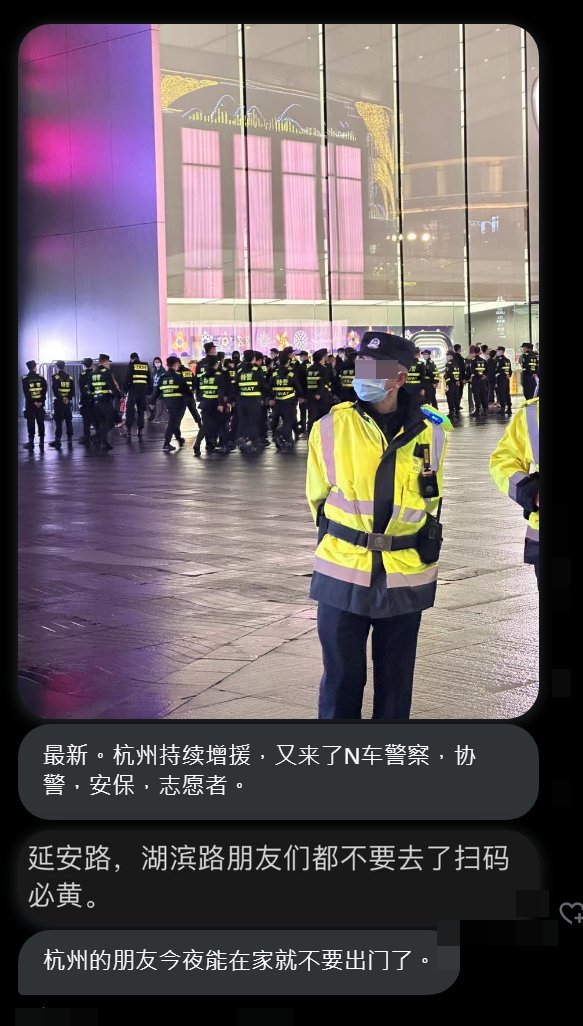 特警
最新。杭州持续增援，又来了N车警察，协
警，安保，志愿者。
延安路，湖滨路朋友们都不要去了扫码
必黄。
杭州的朋友今夜能在家就不要出门了。